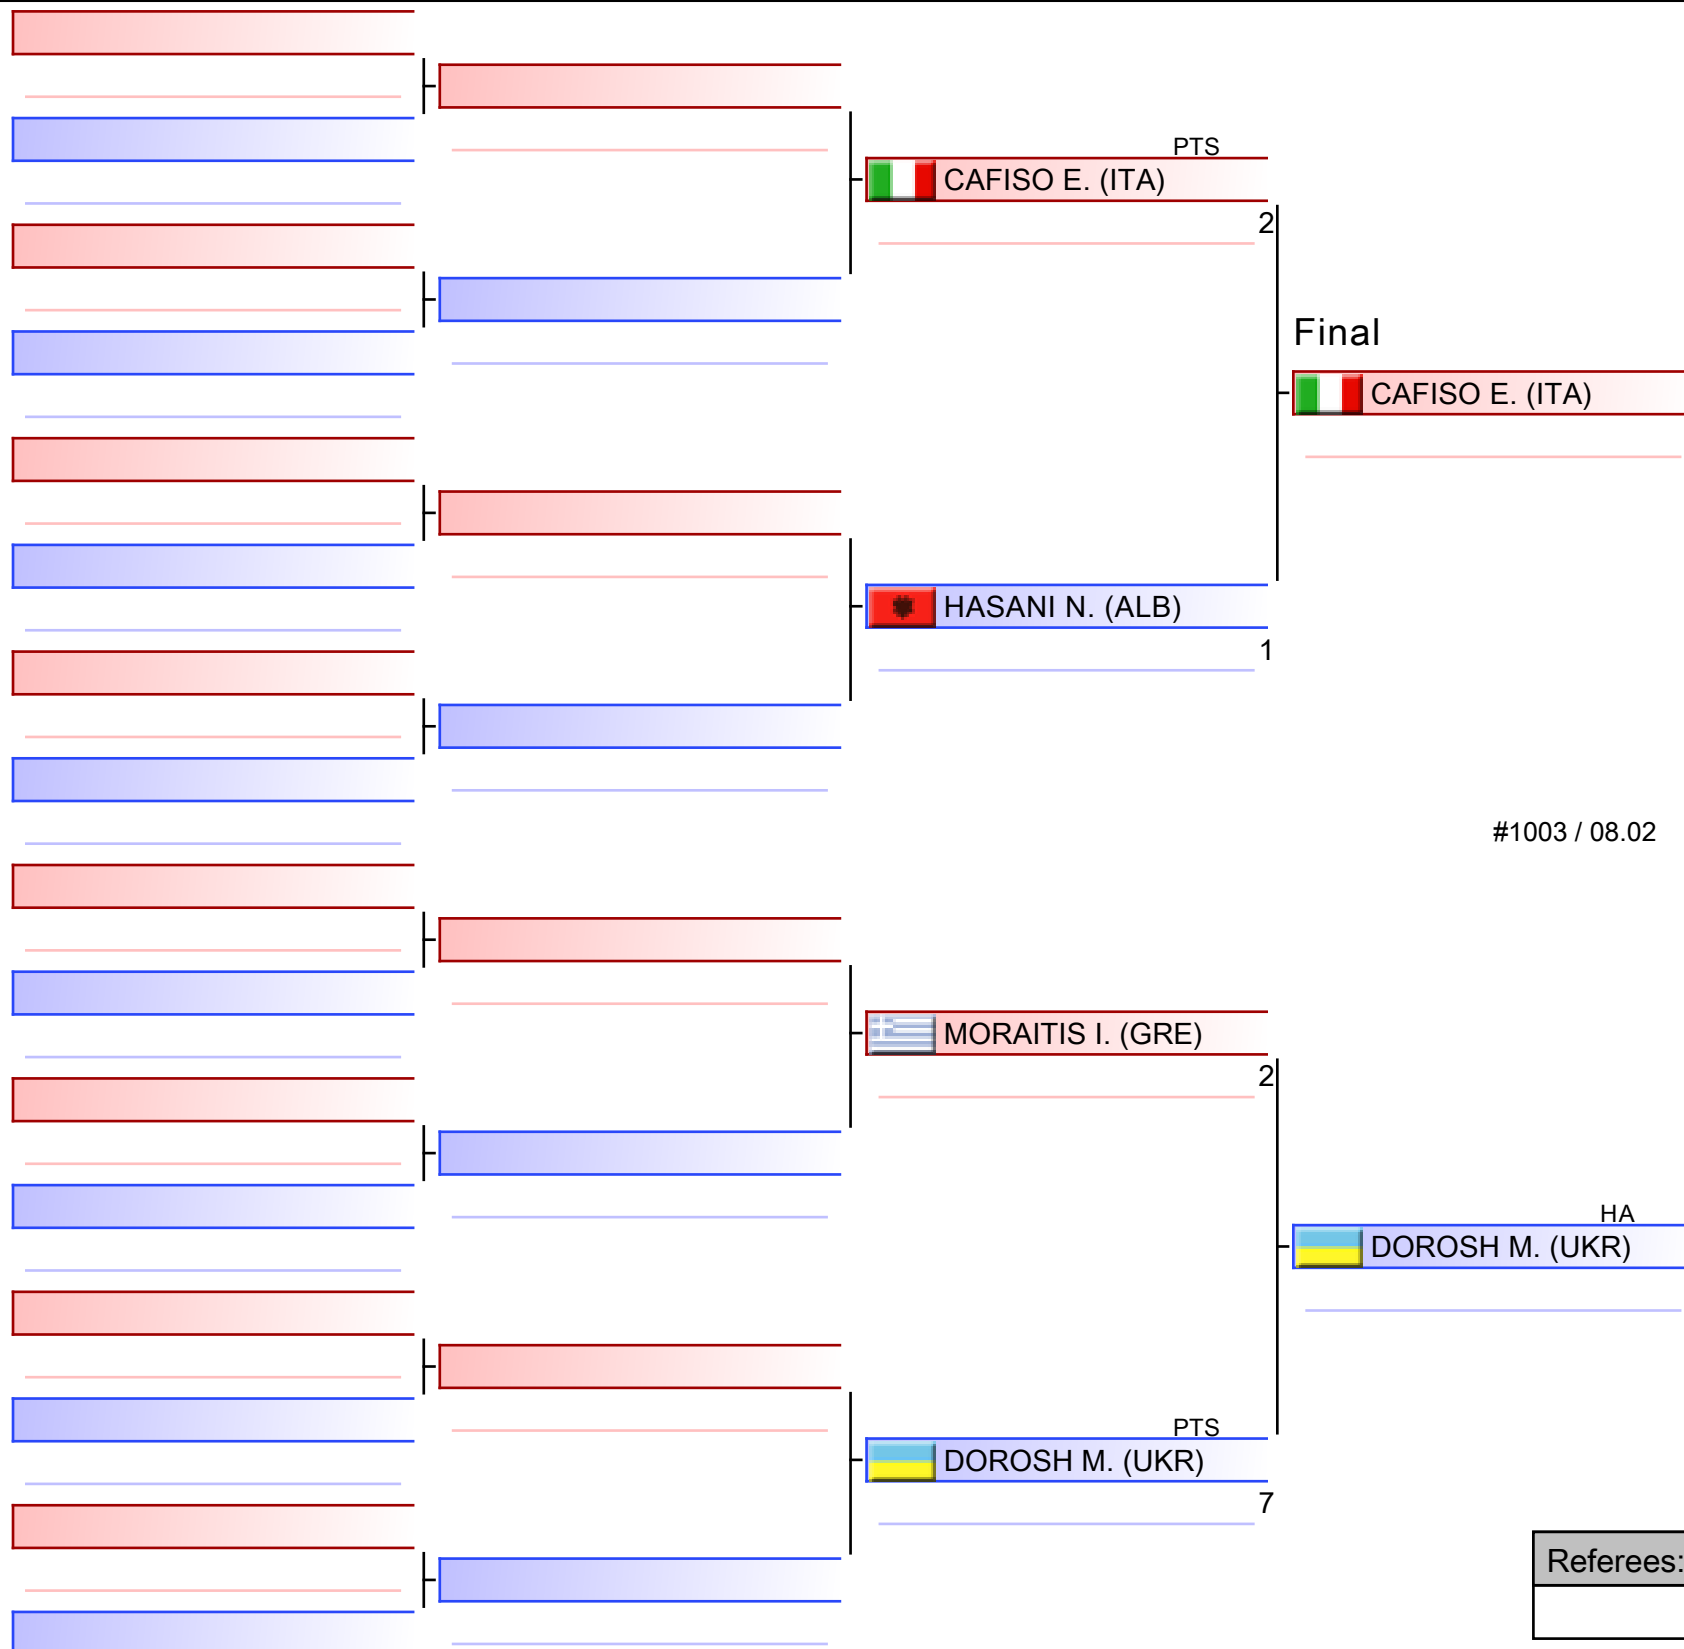 PTS
CAFISO E. (ITA)
2
Final
CAFISO E. (ITA)
HASANI N. (ALB)
1
#1003 / 08.02
MORAITIS I. (GRE)
2
HA
DOROSH M. (UKR)
PTS
DOROSH M. (UKR)
7
Referees: